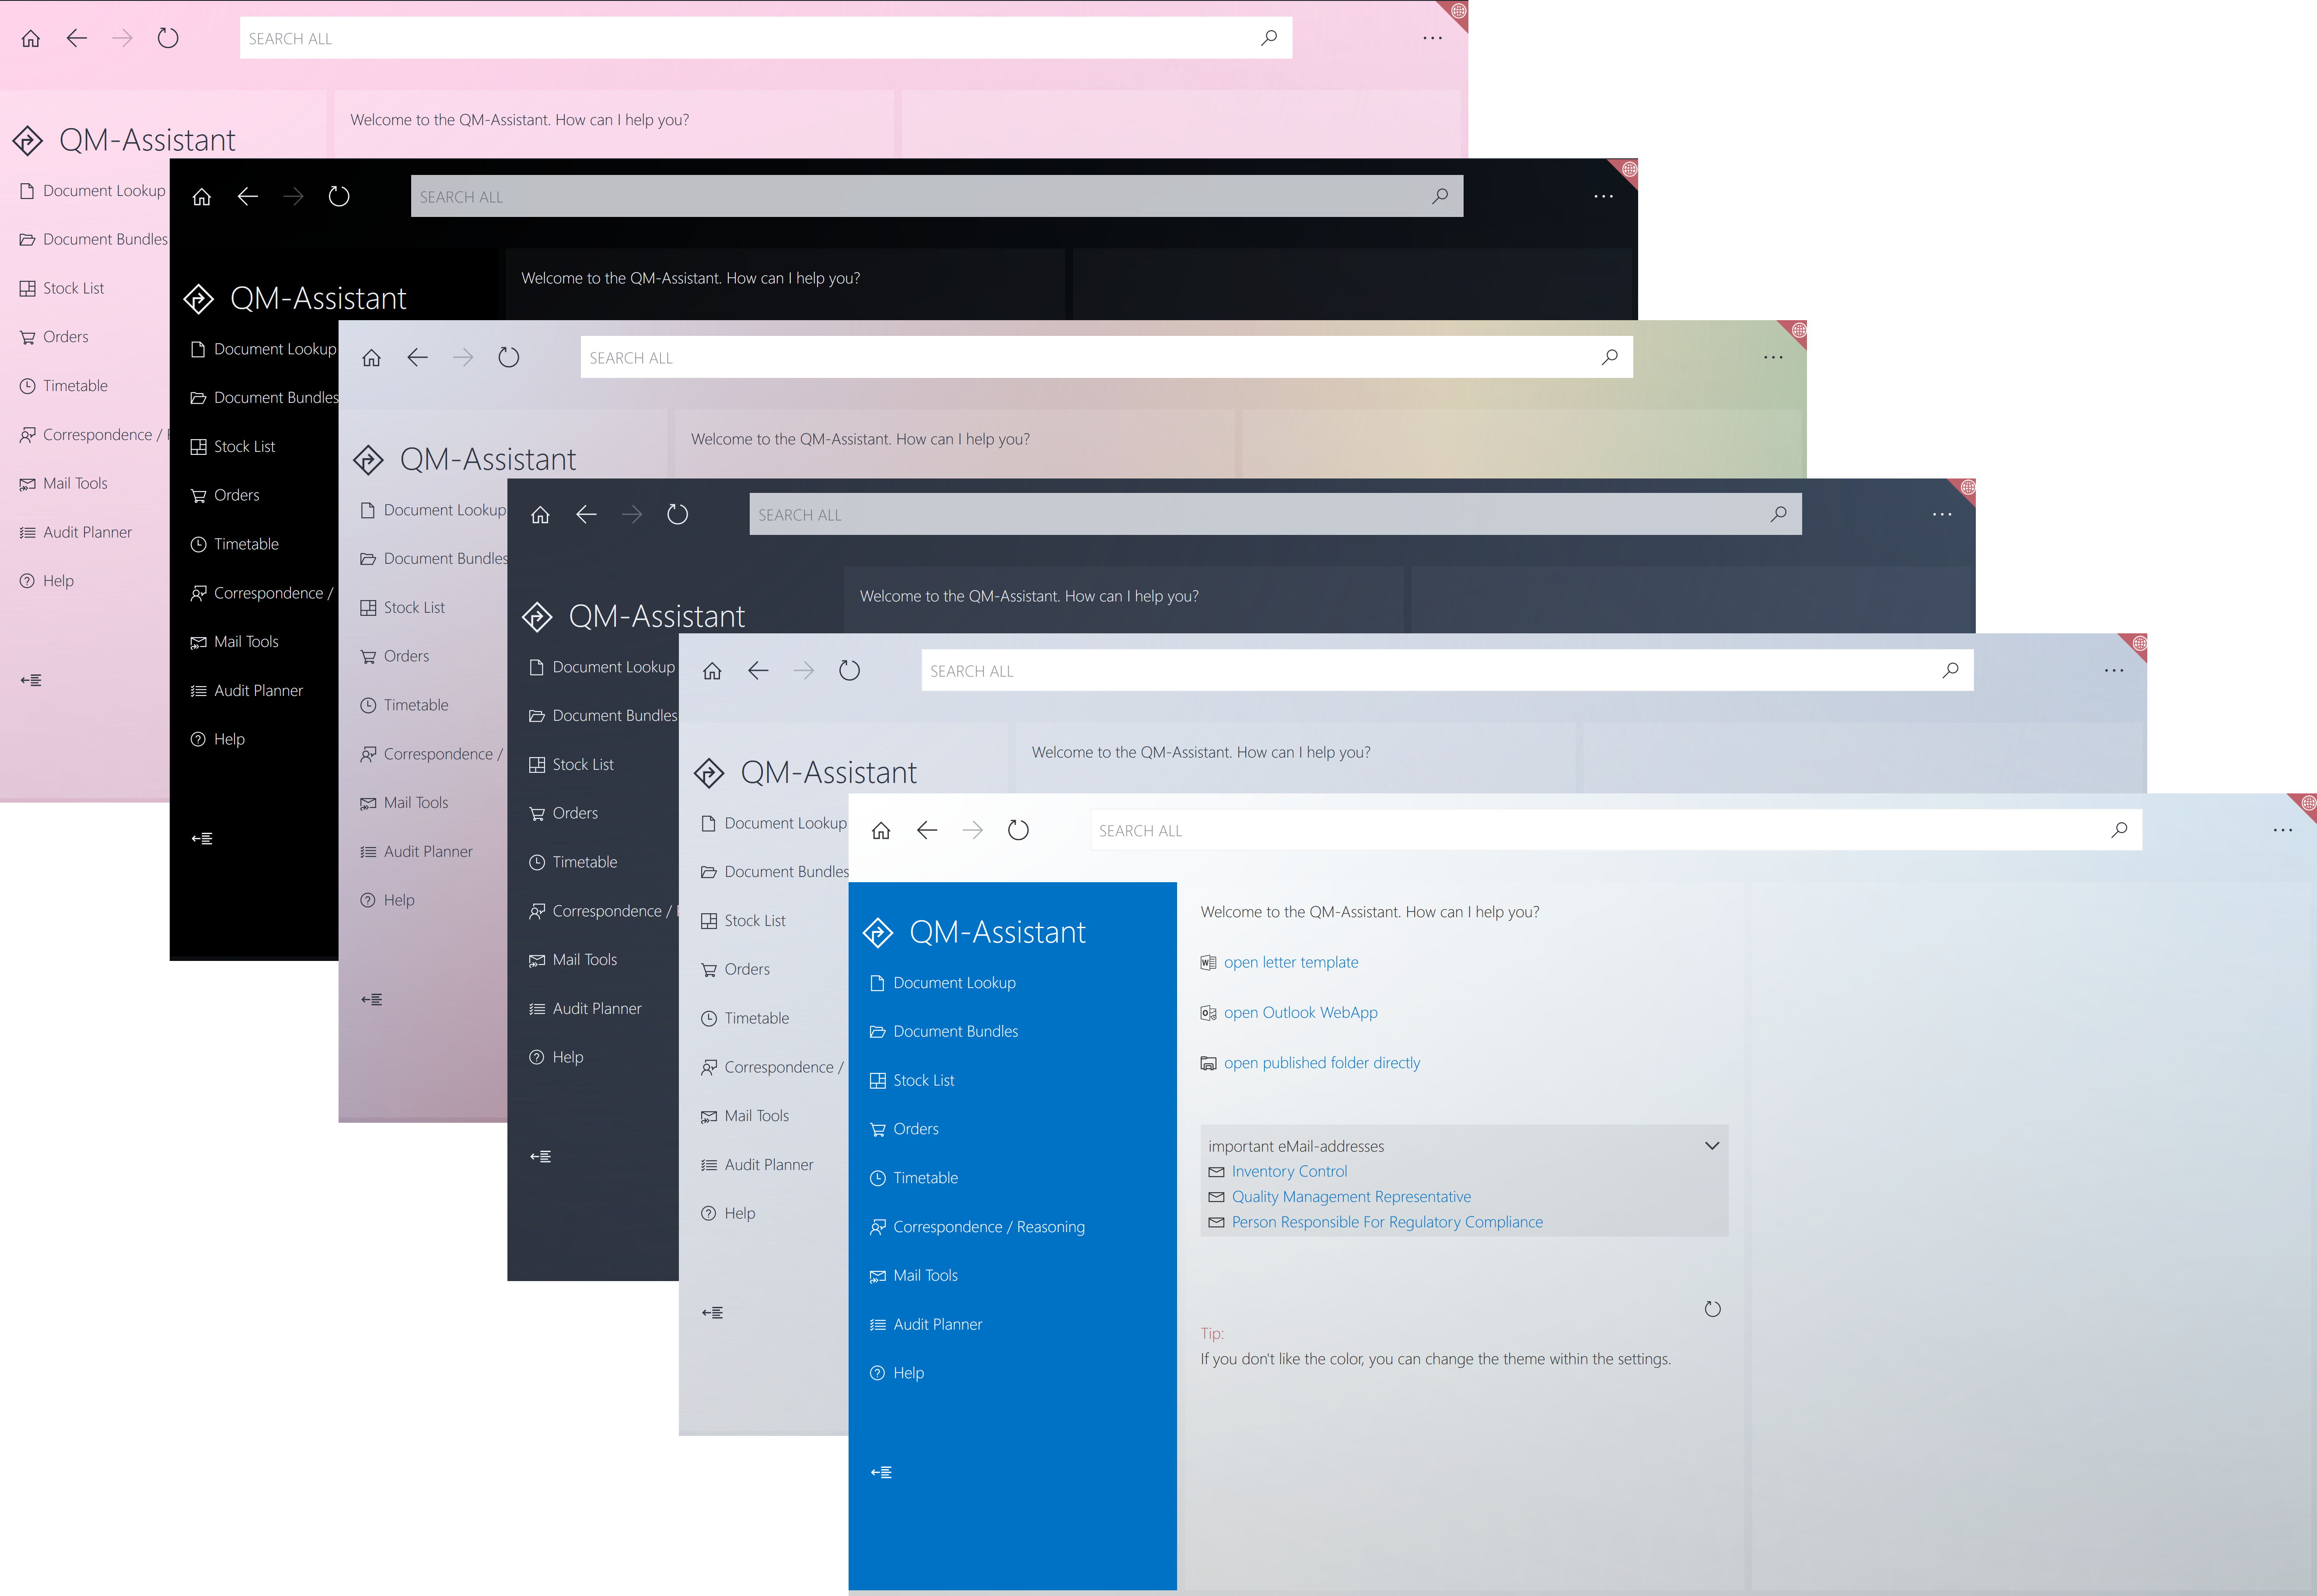 SEARCH ALL
Welcome to the QM-Assistant. How can I help you?
QM-Assistant
Document Lookup
Document Bundles
Stock List
Orders
Timetable
Correspondence /
Mail Tools
Audit Planner
Help
SEARCH ALL
Welcome to the QM-Assistant. How can I help you?
QM-Assistant
Document Lookup
Document Bundles
Stock List
Orders
Timetable
Correspondence /
Mail Tools
Audit Planner
Help
SEARCH ALL
Welcome to the QM-Assistant. How can I help you?
QM-Assistant
Document Lookup
Document Bundles
Stock List
Orders
Timetable
Correspondence /
Mail Tools
Audit Planner
Help
SEARCH ALL
Welcome to the QM-Assistant. How can I help you?
QM-Assistant
Document Lookup
Document Bundles
Stock List
Orders
Timetable
Correspondence /
Mail Tools
Audit Planner
Help
SEARCH ALL
Welcome to the QM-Assistant. How can I help you?
QM-Assistant
Document Lookup
Document Bundles
Stock List
Orders
Timetable
Correspondence /
Mail Tools
Audit Planner
Help
SEARCH ALL
QM-Assistant
Document Lookup
Document Bundles
Stock List
Orders
Timetable
Correspondence / Reasoning
Mail Tools
Audit Planner
Help
Welcome to the QM-Assistant. How can I help you?
open letter template
open Outlook WebApp
open published folder directly
important eMail-addresses
Inventory Control
Quality Management Representative
Person Responsible For Regulatory Compliance
Tip:
If you don't like the color, you can change the theme within the settings.